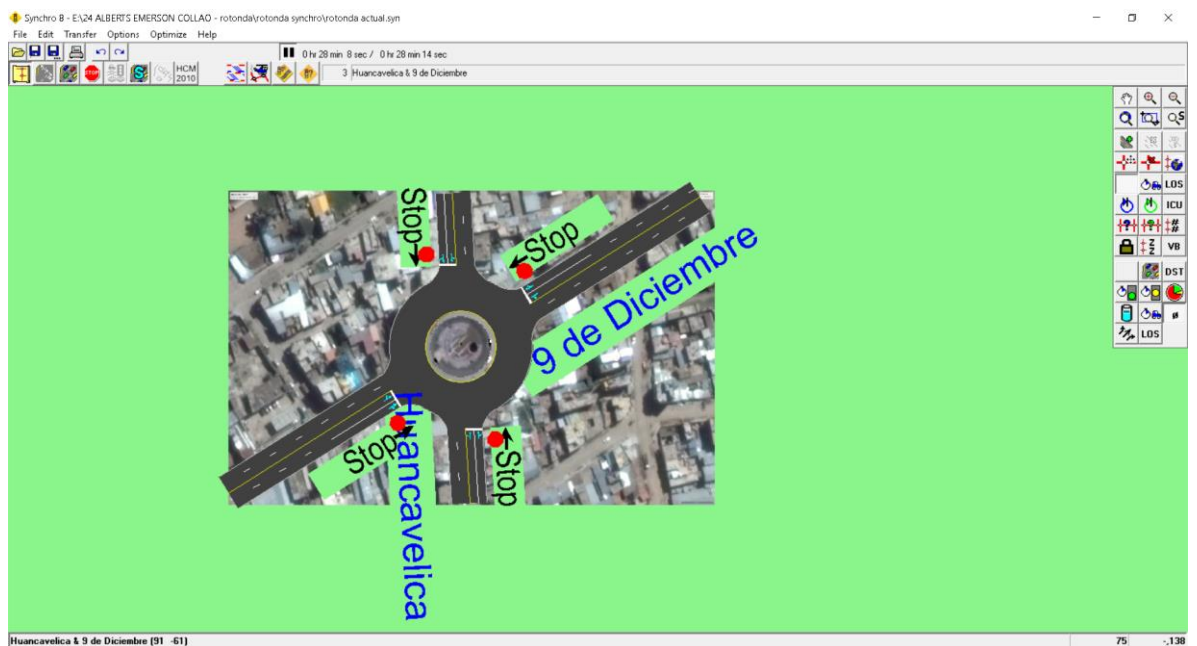 Synchro 8 - E:\24 ALBERTS EMERSON COLLAO - rotonda\rotonda synchro\rotonda actual.syn
File Edit Transfer Options Optimize Help
0 hr 28 min 8 sec / 0 hr 28 min 14 sec
HCM
2010
3 Huancavelica & 9 de Diciembre
Stop
Stop
9 de Diciembre
Huancavelica
Stop
Stop
S
LOS
ICU
VB
DST
ø
LOS
Huancavelica & 9 de Diciembre (91 -61)
75 -,138